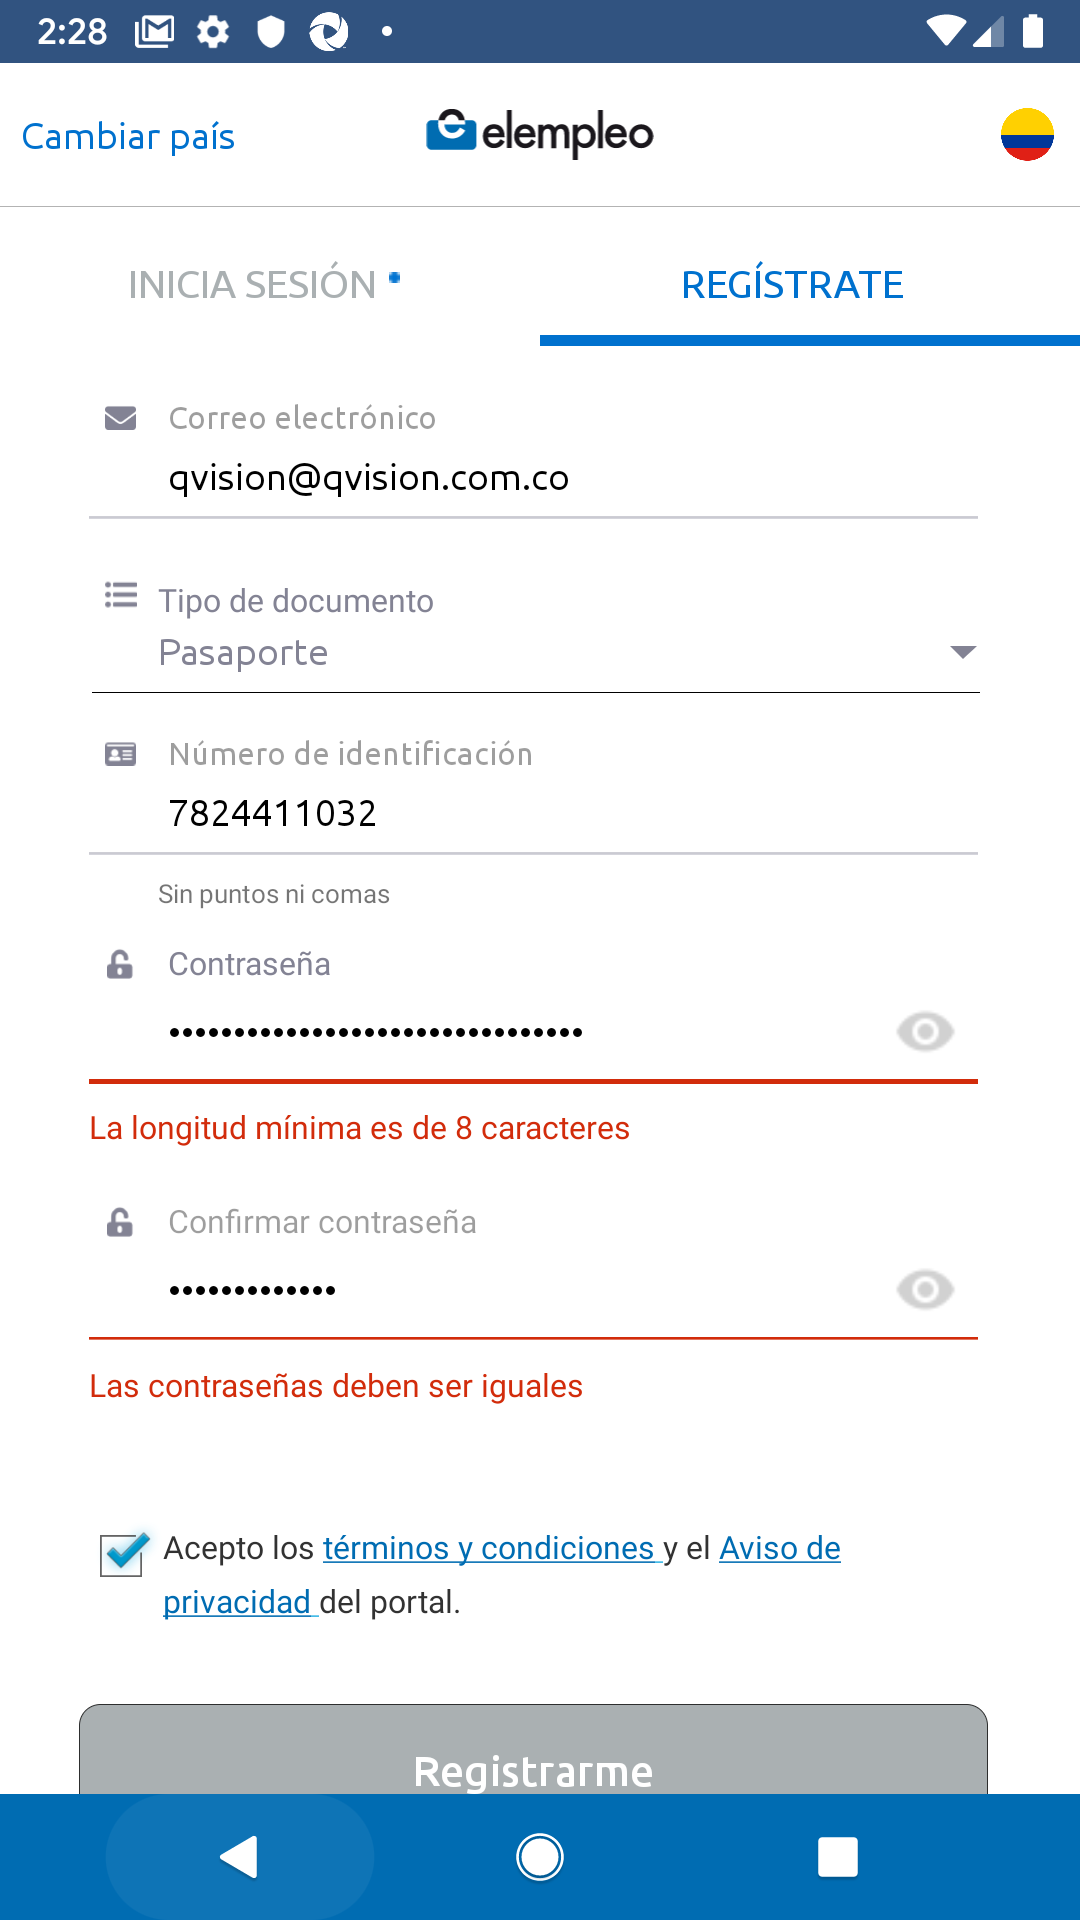 2:28
Cambiar país
elempleo
INICIA SESIÓN
REGÍSTRATE
Correo electrónico
qvision@qvision.com.co
Tipo de documento
Pasaporte
Número de identificación
7824411032
Sin puntos ni comas
Contraseña
••••••••••••••••••••••••••••••••
La longitud mínima es de 8 caracteres
Confirmar contraseña
•••••••••••••
Las contraseñas deben ser iguales
Acepto los términos y condiciones y el Aviso de
privacidad del portal.
Registrarme